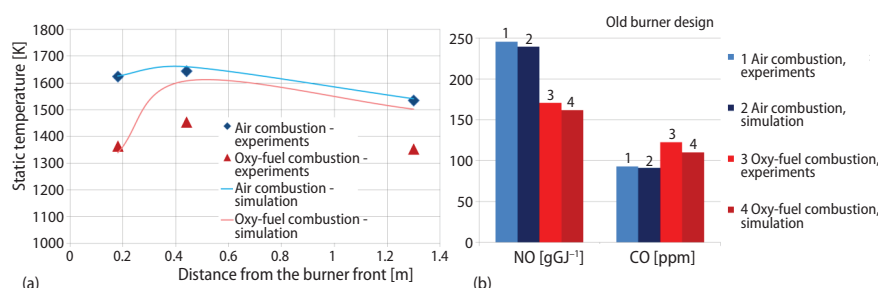 Static temperature [K]
1800
1700
1600
1500
1400
1300
1200
1100
1000
0
0.2
0.4
0.6
0.8
1
1.2
1.4
Distance from the burner front [m]
Air combustion -
experiments
Oxy-fuel combustion -
experiments
Air combustion -
simulation
Oxy-fuel combustion -
simulation
(a)
Old burner design
250
200
150
100
50
0
1
2
3
4
1
2
3
4
NO [gGJ⁻¹]
CO [ppm]
(b)
1 Air combustion,
experiments
2 Air combustion,
simulation
3 Oxy-fuel combustion,
experiments
4 Oxy-fuel combustion,
simulation